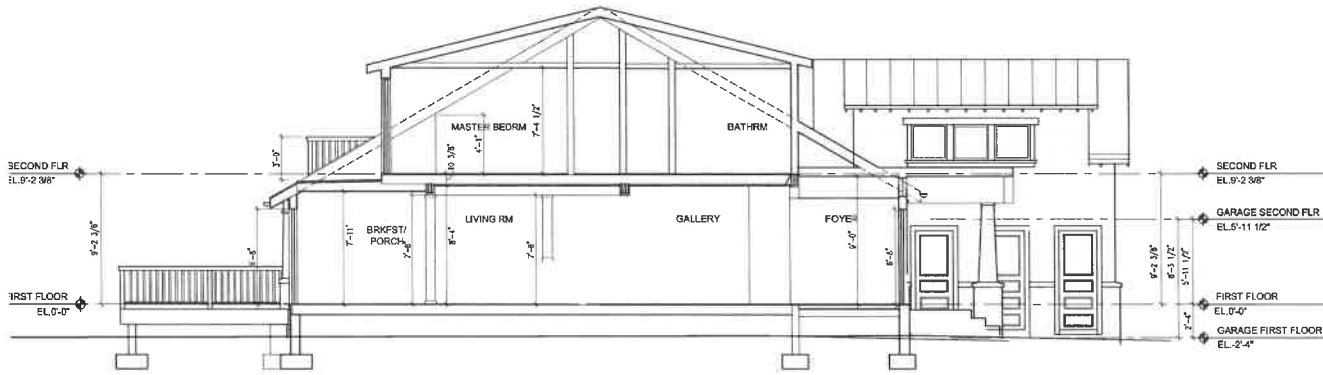 MASTER BEDRM
BATHRM
7'-4 1/2"
4'-1"
10 3/8"
3'-0"
SECOND FLR
EL.9'-2 3/8"
SECOND FLR
EL.9'-2 3/8"
GARAGE SECOND FLR
EL.5'-11 1/2"
BRKFST/
PORCH
LIVING RM
GALLERY
FOYER
9'-2 3/8"
7'-11"
8'-4"
7'-8"
9'-0"
6'-8"
9'-2 3/8"
8'-3 1/2"
5'-11 1/2"
FIRST FLOOR
EL.0'-0"
FIRST FLOOR
EL.0'-0"
2'-4"
GARAGE FIRST FLOOR
EL.-2'-4"